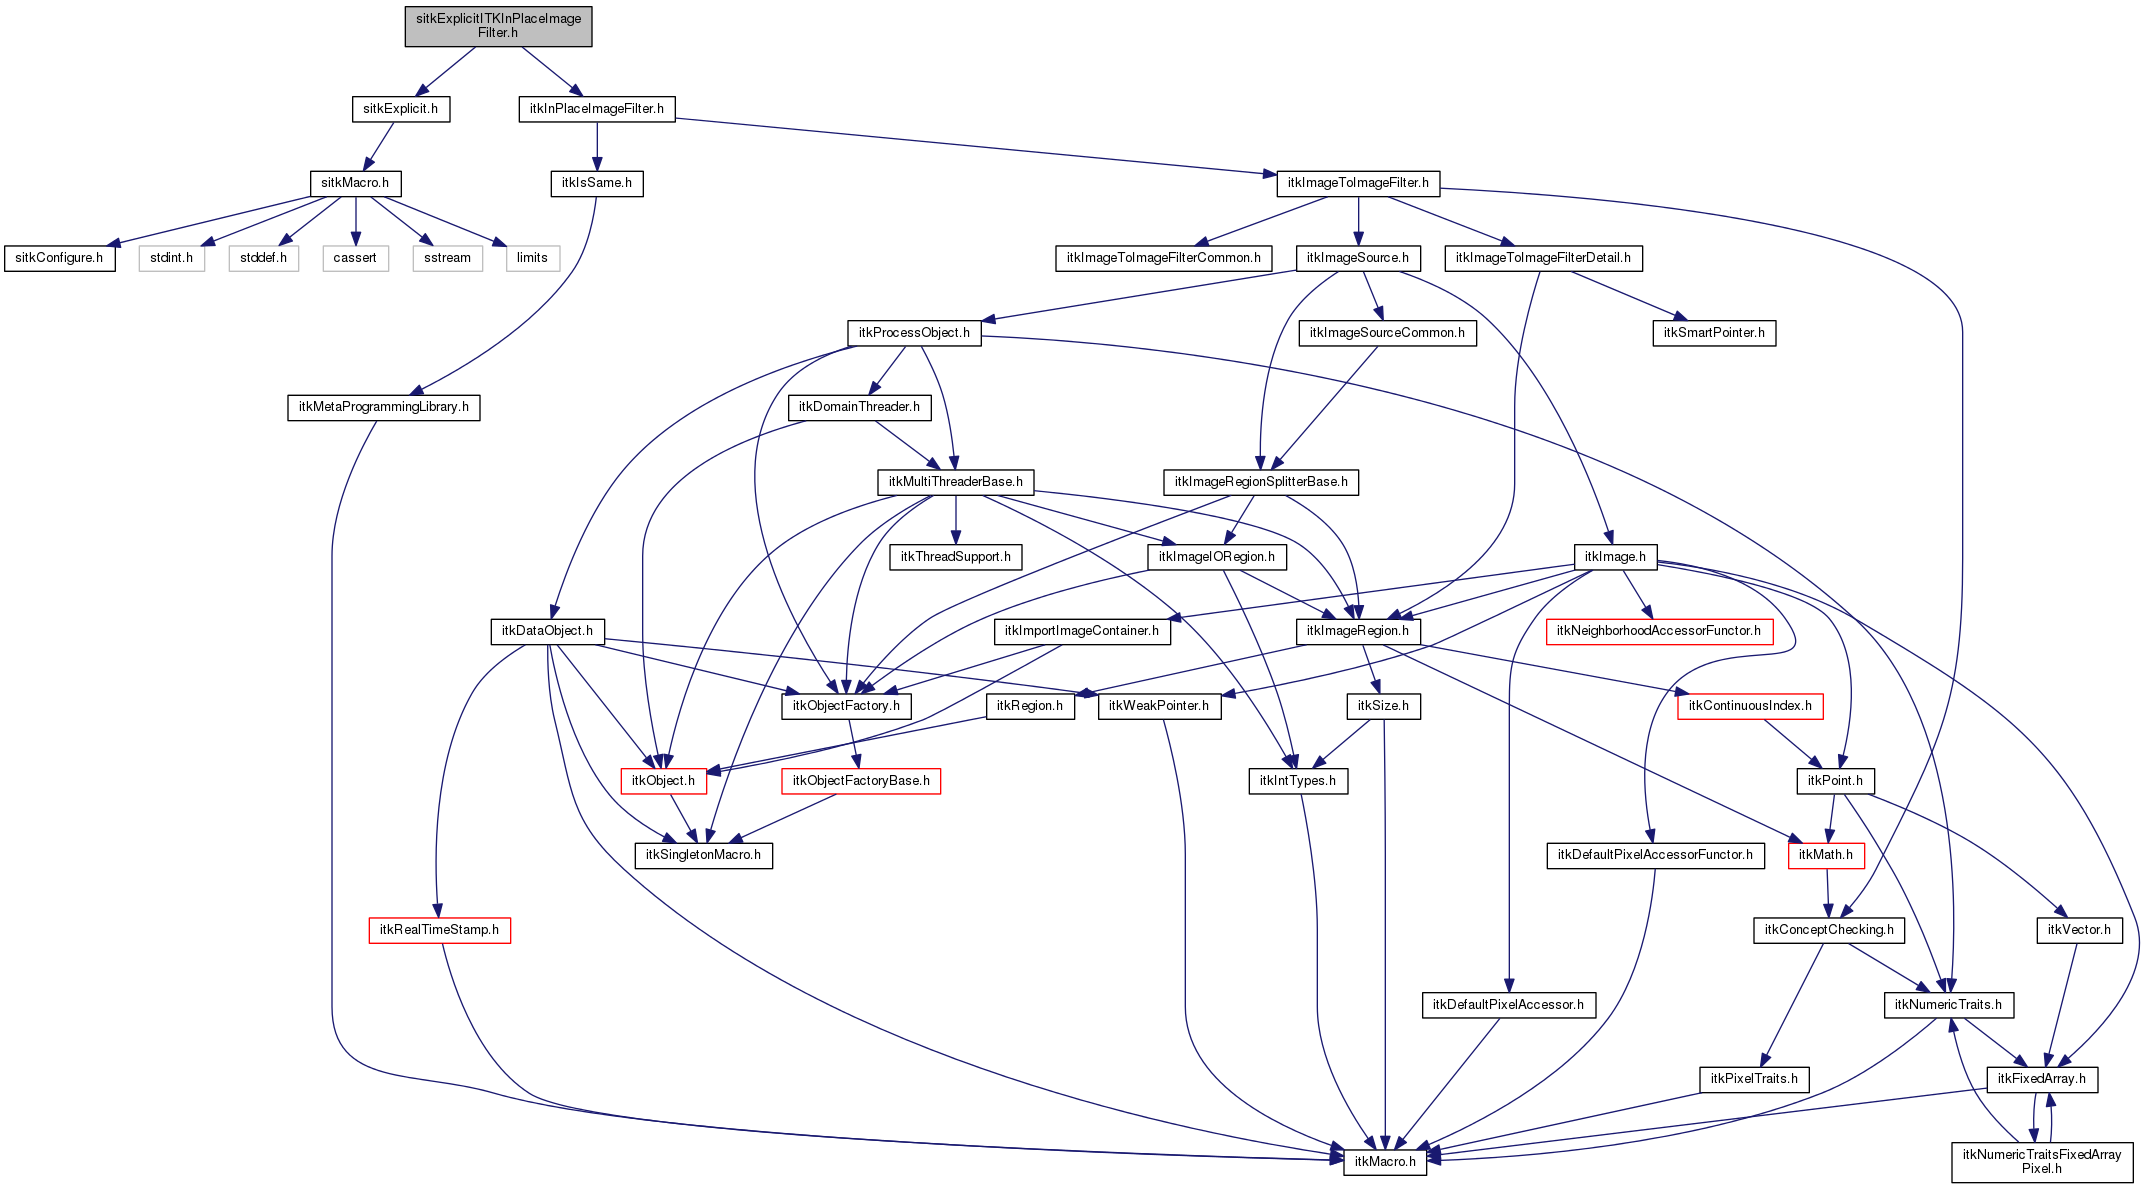 sitkExplicitITKInPlaceImage
Filter.h
sitkExplicit.h
itkInPlaceImageFilter.h
sitkMacro.h
itkIsSame.h
itkImageToImageFilter.h
sitkConfigure.h
stdint.h
stddef.h
cassert
sstream
limits
itkImageToImageFilterCommon.h
itkImageSource.h
itkImageToImageFilterDetail.h
itkProcessObject.h
itkImageSourceCommon.h
itkSmartPointer.h
itkMetaProgrammingLibrary.h
itkDomainThreader.h
itkMultiThreaderBase.h
itkImageRegionSplitterBase.h
itkThreadSupport.h
itkImageIORegion.h
itkImage.h
itkDataObject.h
itkImportImageContainer.h
itkImageRegion.h
itkNeighborhoodAccessorFunctor.h
itkObjectFactory.h
itkRegion.h
itkWeakPointer.h
itkSize.h
itkContinuousIndex.h
itkObject.h
itkObjectFactoryBase.h
itkIntTypes.h
itkPoint.h
itkSingletonMacro.h
itkDefaultPixelAccessorFunctor.h
itkMath.h
itkRealTimeStamp.h
itkConceptChecking.h
itkVector.h
itkDefaultPixelAccessor.h
itkNumericTraits.h
itkPixelTraits.h
itkFixedArray.h
itkMacro.h
itkNumericTraitsFixedArray
Pixel.h